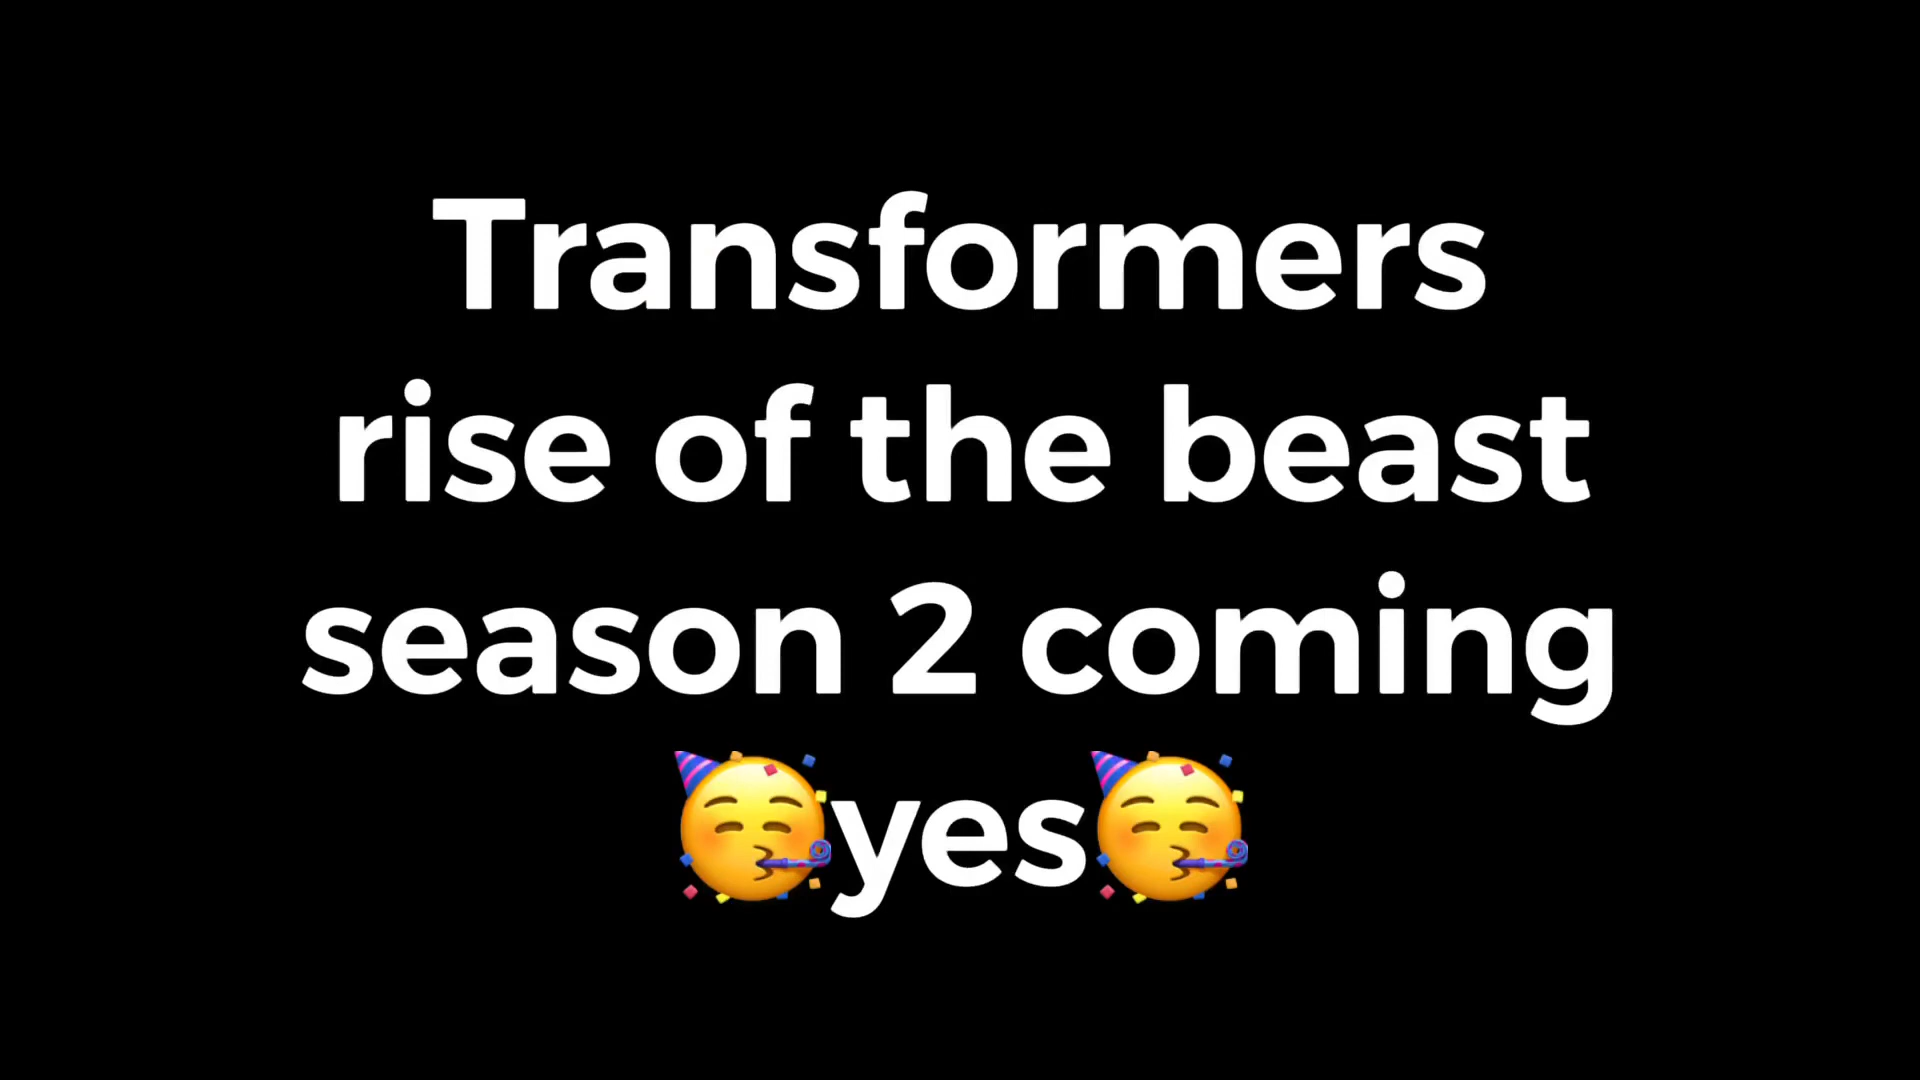 Transformers
rise of the beast
season 2 coming
🥳yes🥳